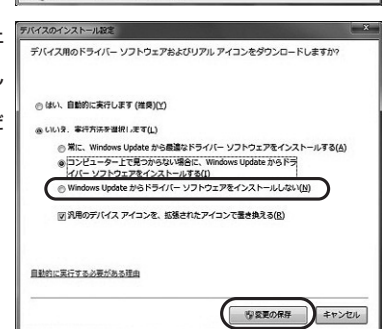 デバイスのインストール設定
デバイス用のドライバー ソフトウェアおよびリアル アイコンをダウンロードしますか?
はい、自動的に実行します (推奨)(Y)
いいえ、実行方法を選択します(L)
常に、Windows Update から最適なドライバー ソフトウェアをインストールする(A)
コンピューター上で見つからない場合に、Windows Update からドラ
イバー ソフトウェアをインストールする(I)
Windows Update からドライバー ソフトウェアをインストールしない(N)
汎用のデバイス アイコンを、拡張されたアイコンで置き換える(R)
自動的に実行する必要がある理由
変更の保存 キャンセル